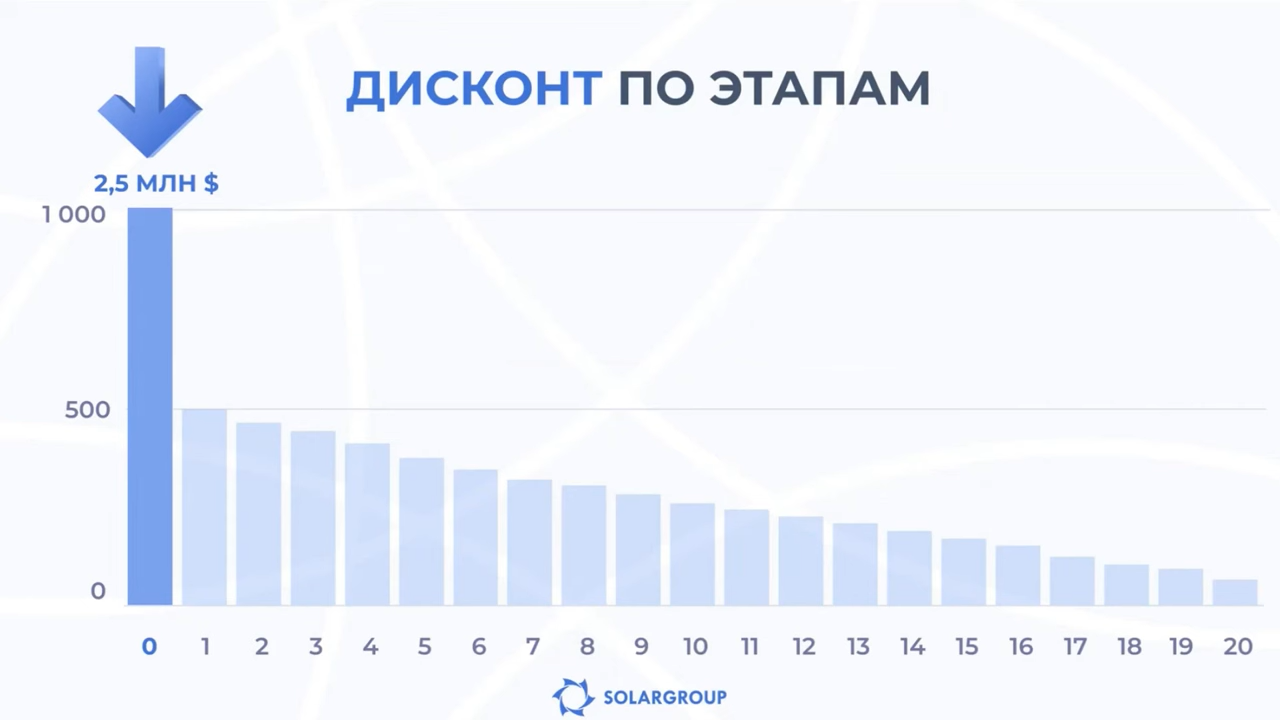 ДИСКОНТ ПО ЭТАПАМ
2,5 МЛН $
1 000
500
0
0 1 2 3 4 5 6 7 8 9 10 11 12 13 14 15 16 17 18 19 20
SOLARGROUP